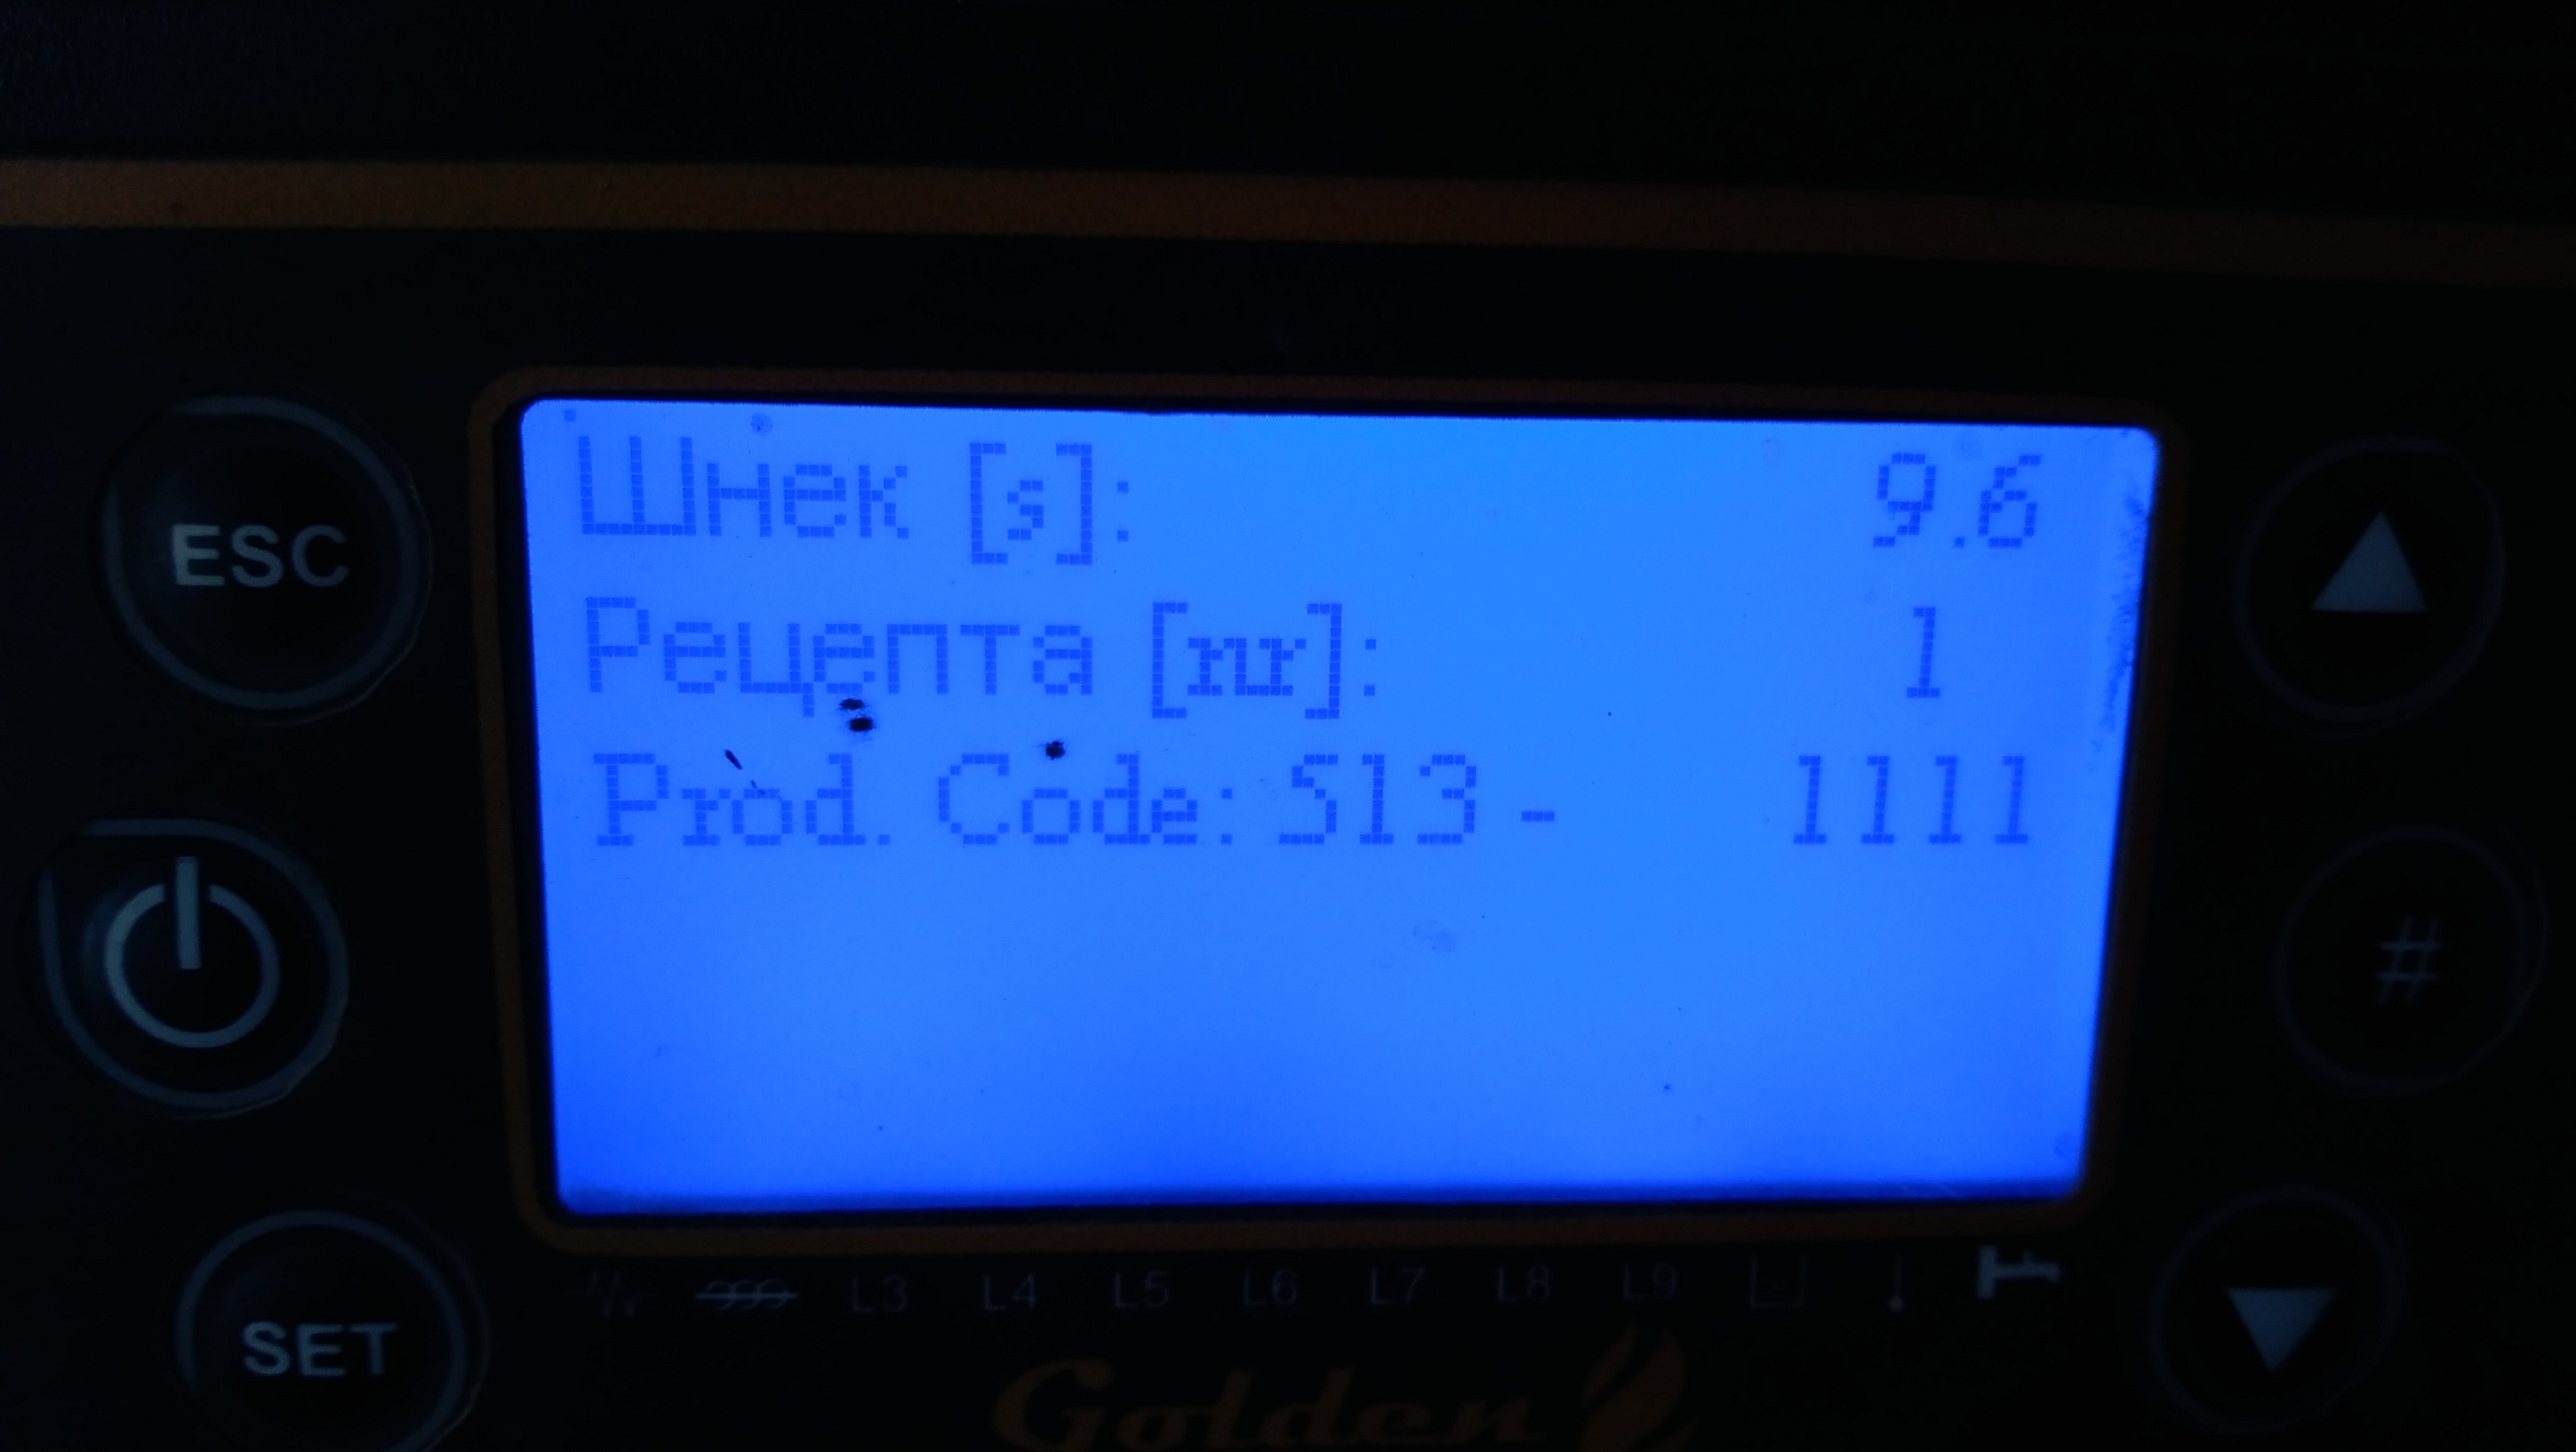 Шнек [s]: 9.6
Рецепта [nr]: 1
Prod. Code: 513 - 1111
ESC
SET
#
L3 L4 L5 L6 L7 L8 L9
Golden